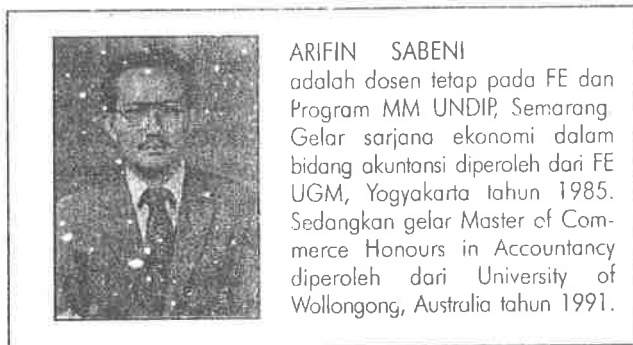 ARIFIN SABENI
adalah dosen tetap pada FE dan
Program MM UNDIP, Semarang.
Gelar sarjana ekonomi dalam
bidang akuntansi diperoleh dari FE
UGM, Yogyakarta tahun 1985.
Sedangkan gelar Master of Com-
merce Honours in Accountancy
diperoleh dari University of
Wollongong, Australia tahun 1991.